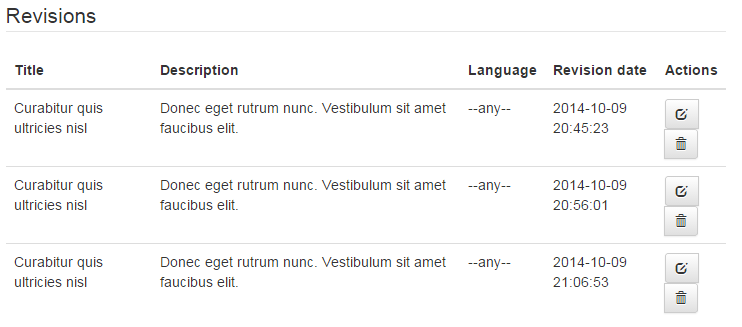 Revisions
Title Description Language Revision date Actions
Curabitur quis Donec eget rutrum nunc. Vestibulum sit amet --any-- 2014-10-09
ultricies nisl faucibus elit. 20:45:23
Curabitur quis Donec eget rutrum nunc. Vestibulum sit amet --any-- 2014-10-09
ultricies nisl faucibus elit. 20:56:01
Curabitur quis Donec eget rutrum nunc. Vestibulum sit amet --any-- 2014-10-09
ultricies nisl faucibus elit. 21:06:53